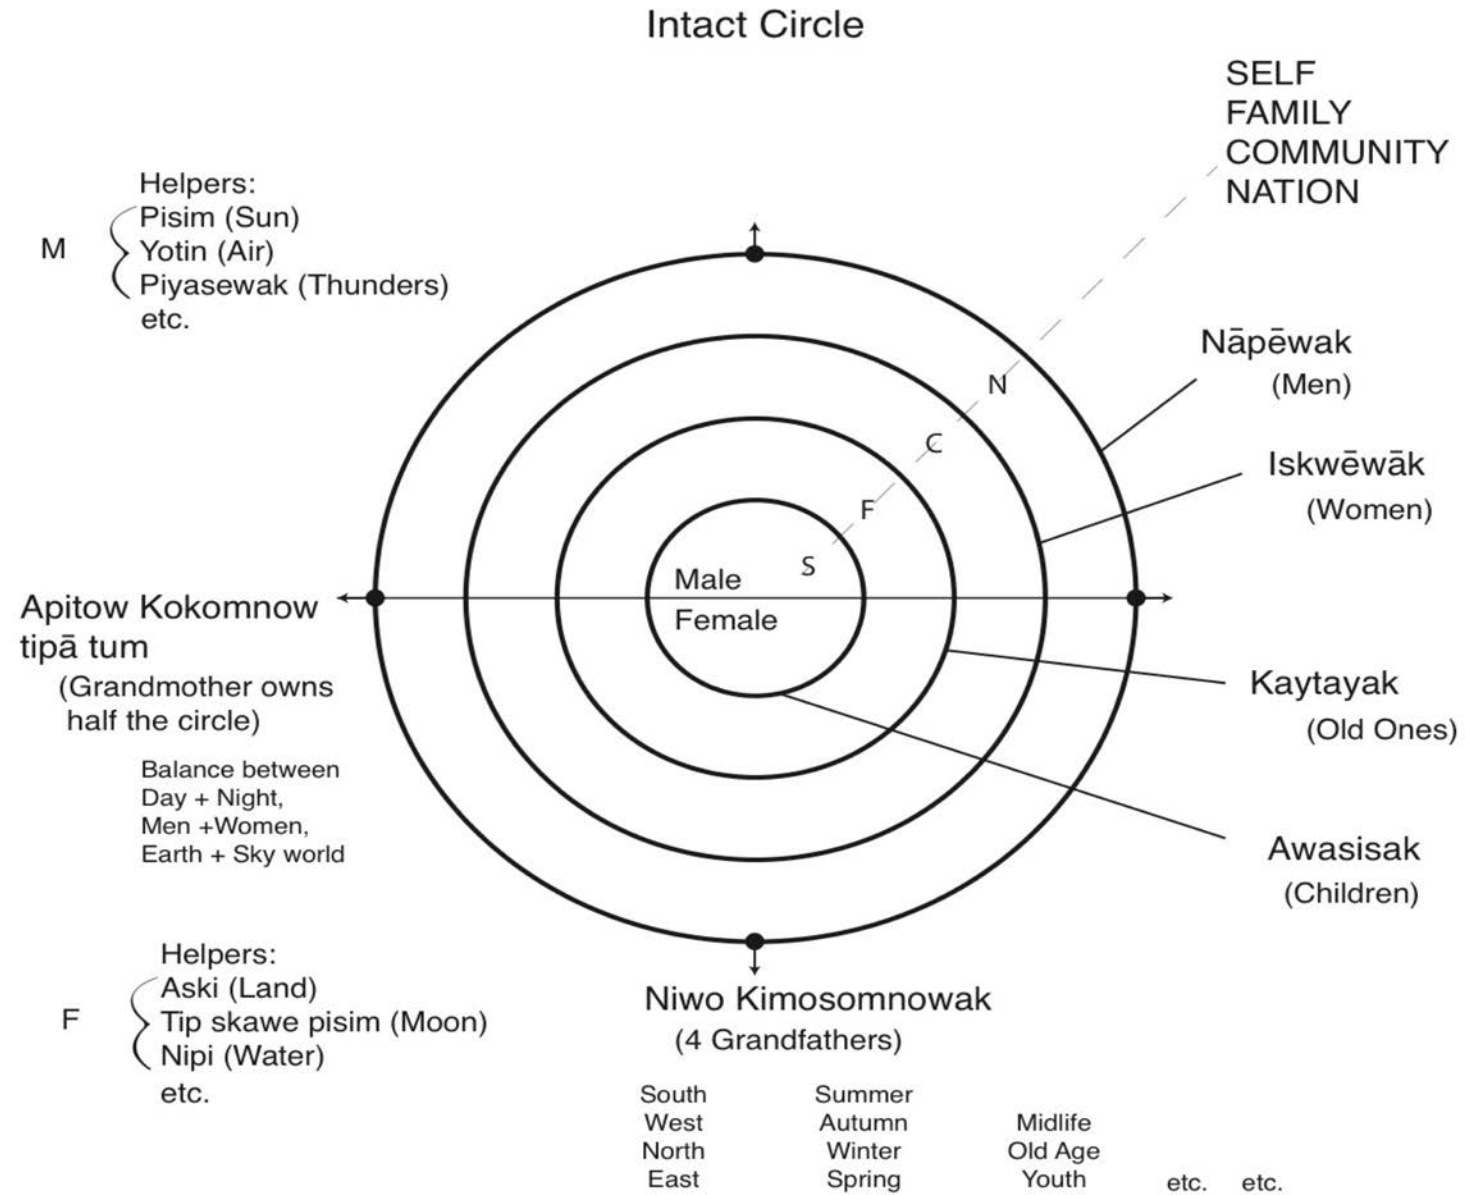 Intact Circle
SELF
FAMILY
COMMUNITY
NATION
Helpers:
M
Pisim (Sun)
Yotin (Air)
Piyasewak (Thunders)
etc.
Nāpēwak
(Men)
Iskwēwāk
(Women)
N
C
F
S
Male
Female
Apitow Kokomnow
tipā tum
(Grandmother owns
half the circle)
Balance between
Day + Night,
Men +Women,
Earth + Sky world
Kaytayak
(Old Ones)
Awasisak
(Children)
Helpers:
F
Aski (Land)
Tip skawe pisim (Moon)
Nipi (Water)
etc.
Niwo Kimosomnowak
(4 Grandfathers)
South Summer
West Autumn Midlife
North Winter Old Age
East Spring Youth etc. etc.